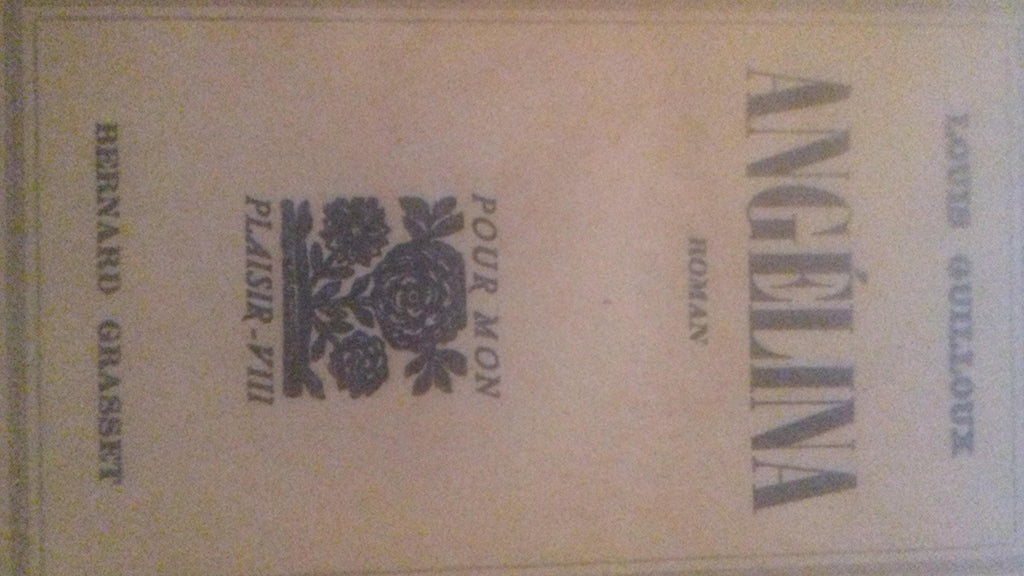 LOUIS GUILLOUX
ANGÉLINA
ROMAN
POUR MON
PLAISIR-VIII
BERNARD GRASSET